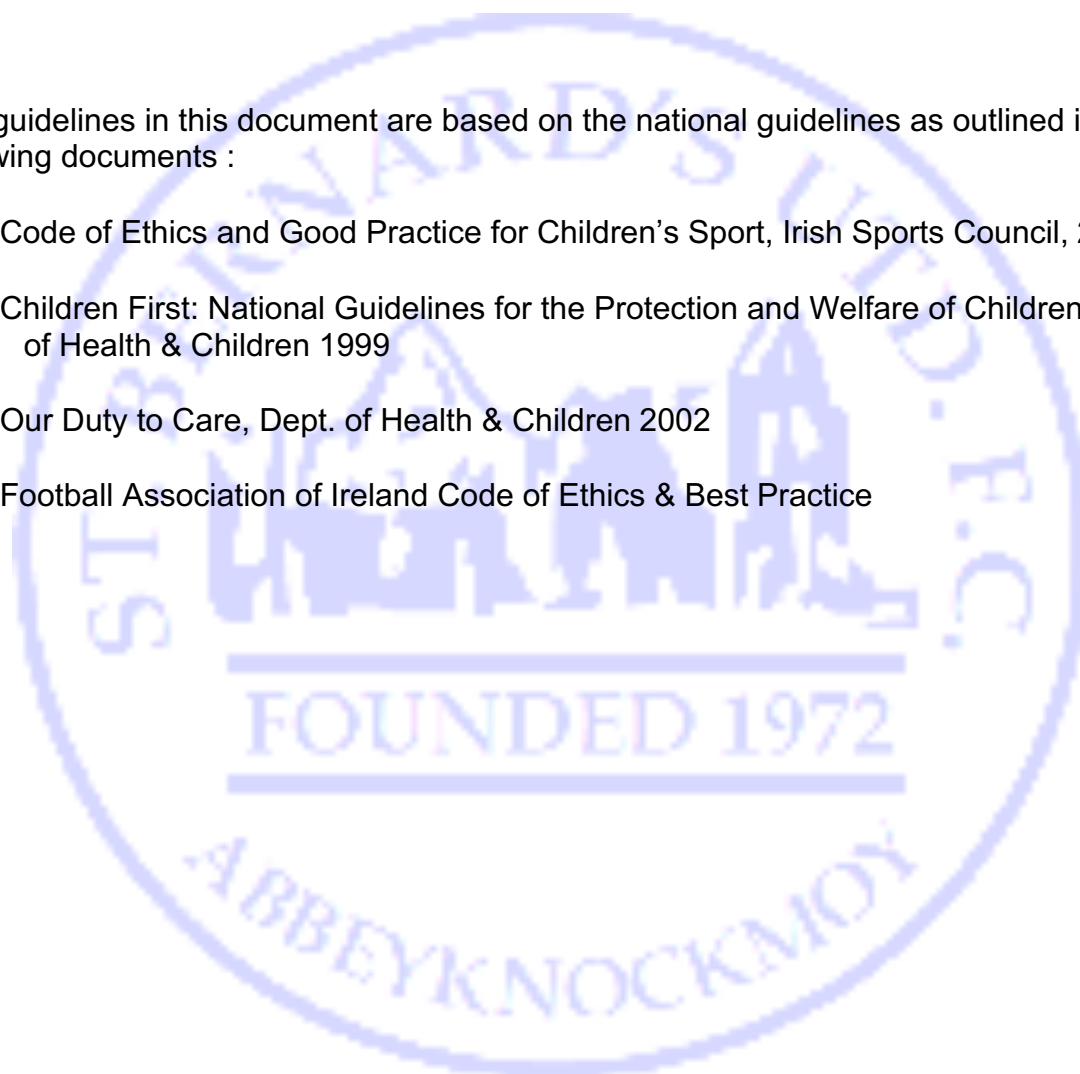 guidelines in this document are based on the national guidelines as outlined i
wing documents :
Code of Ethics and Good Practice for Children's Sport, Irish Sports Council,
Children First: National Guidelines for the Protection and Welfare of Children
of Health & Children 1999
Our Duty to Care, Dept. of Health & Children 2002
Football Association of Ireland Code of Ethics & Best Practice
ST. BERNARD'S UTD. F.C.
FOUNDED 1972
ABBEYKNOCKMOY